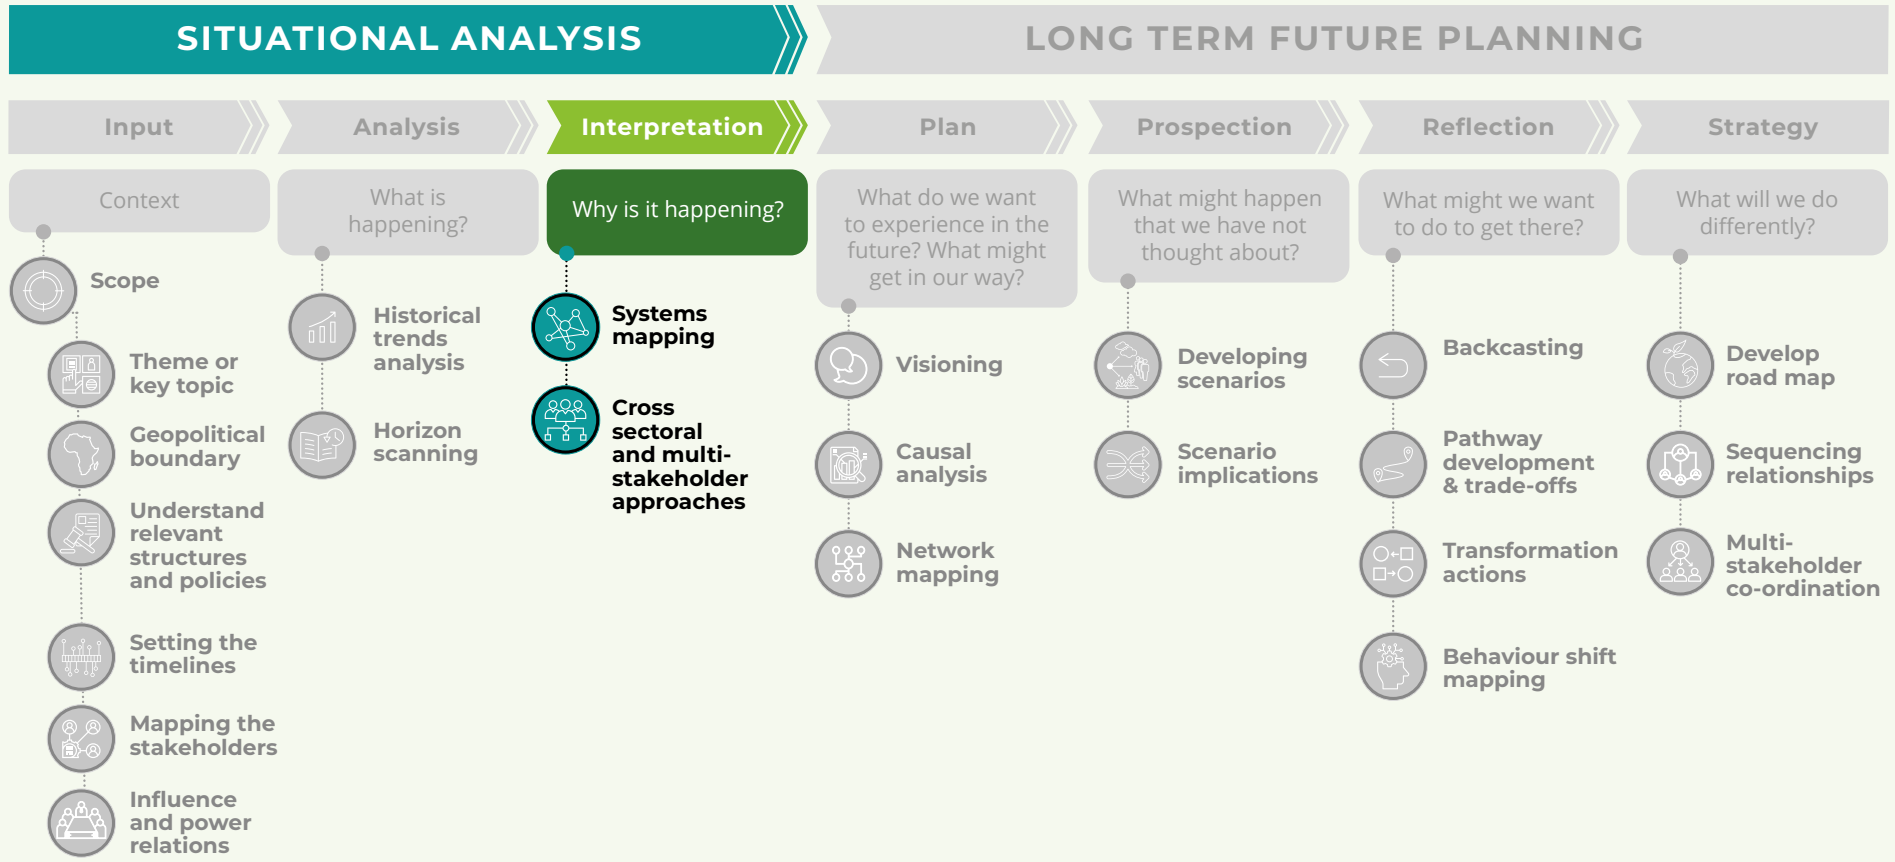 SITUATIONAL ANALYSIS
LONG TERM FUTURE PLANNING
Input
Analysis
Interpretation
Plan
Prospection
Reflection
Strategy
Context
Scope
Theme or
key topic
Geopolitical
boundary
Understand
relevant
structures
and policies
Setting the
timelines
Mapping the
stakeholders
Influence
and power
relations
What is
happening?
Historical
trends
analysis
Horizon
scanning
Why is it happening?
Systems
mapping
Cross
sectoral
and multi-
stakeholder
approaches
What do we want
to experience in the
future? What might
get in our way?
Visioning
Causal
analysis
Network
mapping
What might happen
that we have not
thought about?
Developing
scenarios
Scenario
implications
What might we want
to do to get there?
Backcasting
Pathway
development
& trade-offs
Transformation
actions
Behaviour shift
mapping
What will we do
differently?
Develop
road map
Sequencing
relationships
Multi-
stakeholder
co-ordination